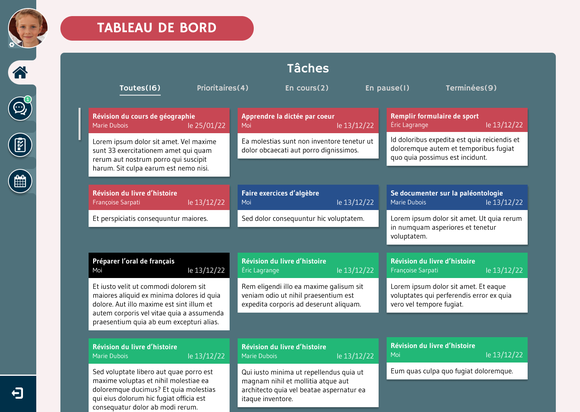 TABLEAU DE BORD
Tâches
Toutes(16) Prioritaires(4) En cours(2) En pause(1) Terminées(9)
Révision du cours de géographie
Marie Dubois le 25/01/22
Lorem ipsum dolor sit amet. Vel maxime
sunt 33 exercitationem amet qui quam
rerum aut nostrum porro qui suscipit
harum. Sit culpa earum est nemo nisi.
Apprendre la dictée par coeur
Moi le 13/12/22
Ea molestias sunt non inventore tenetur ut
dolor obcaecati aut porro dignissimos.
Remplir formulaire de sport
Éric Lagrange le 13/12/22
Id doloribus expedita est quia reiciendis et
doloremque autem et temporibus fugiat
quo quia possimus est incidunt.
Révision du livre d'histoire
Françoise Sarpati le 13/12/22
Et perspiciatis consequuntur maiores.
Faire exercices d'algèbre
Moi le 13/12/22
Sed dolor consequuntur hic voluptatem.
Se documenter sur la paléontologie
Marie Dubois le 13/12/22
Lorem ipsum dolor sit amet. Ut quia rerum
in numquam asperiores et tenetur
voluptatem.
Préparer l'oral de français
Moi le 13/12/22
Et iusto velit ut commodi dolorem sit
maiores aliquid ex minima dolores id quia
dolore. Aut illo maxime est sint illum et
autem corporis vel vitae quia a assumenda
praesentium quia ab eum excepturi alias.
Révision du livre d'histoire
Éric Lagrange le 13/12/22
Rem eligendi illo ea maxime galisum sit
veniam odio ut nihil praesentium est
expedita corporis ad deserunt aliquam.
Révision du livre d'histoire
Françoise Sarpati le 13/12/22
Lorem ipsum dolor sit amet. Et eaque
voluptates qui perferendis error ex quia
vero vel tempore fugiat.
Révision du livre d'histoire
Marie Dubois le 13/12/22
Sed voluptate libero aut quae porro est
maxime voluptas et nihil molestiae ea
doloremque ducimus? Et quia molestias
qui eius dolorum hic fugiat officia est
consequatur dolor ab modi rerum.
Révision du livre d'histoire
Marie Dubois le 13/12/22
Qui iusto minima ut repellendus quia ut
magnam nihil et mollitia atque aut
architecto quia vel beatae aspernatur ea
itaque inventore.
Révision du livre d'histoire
Moi le 13/12/22
Eum quas culpa quo fugiat doloremque.